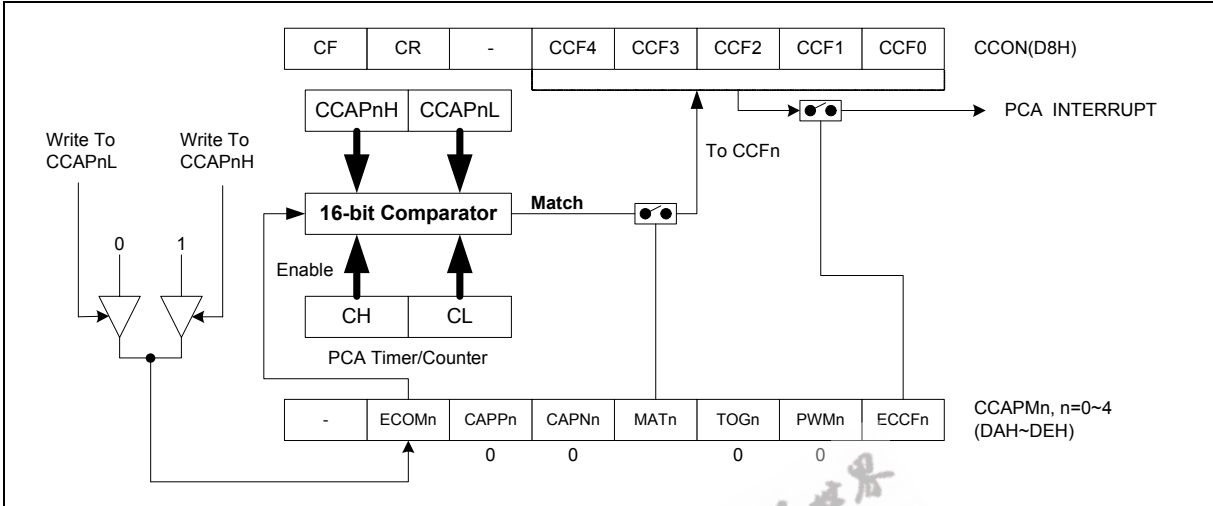 CF CR - CCF4 CCF3 CCF2 CCF1 CCF0 CCON(D8H)
CCAPnH CCAPnL
PCA INTERRUPT
Write To
CCAPnL
Write To
CCAPnH
To CCFn
16-bit Comparator
Match
0 1
Enable
CH CL
PCA Timer/Counter
- ECOMn CAPPn CAPNn MATn TOGn PWMn ECCFn
CCAPMn, n=0~4
(DAH~DEH)
0 0 0 0